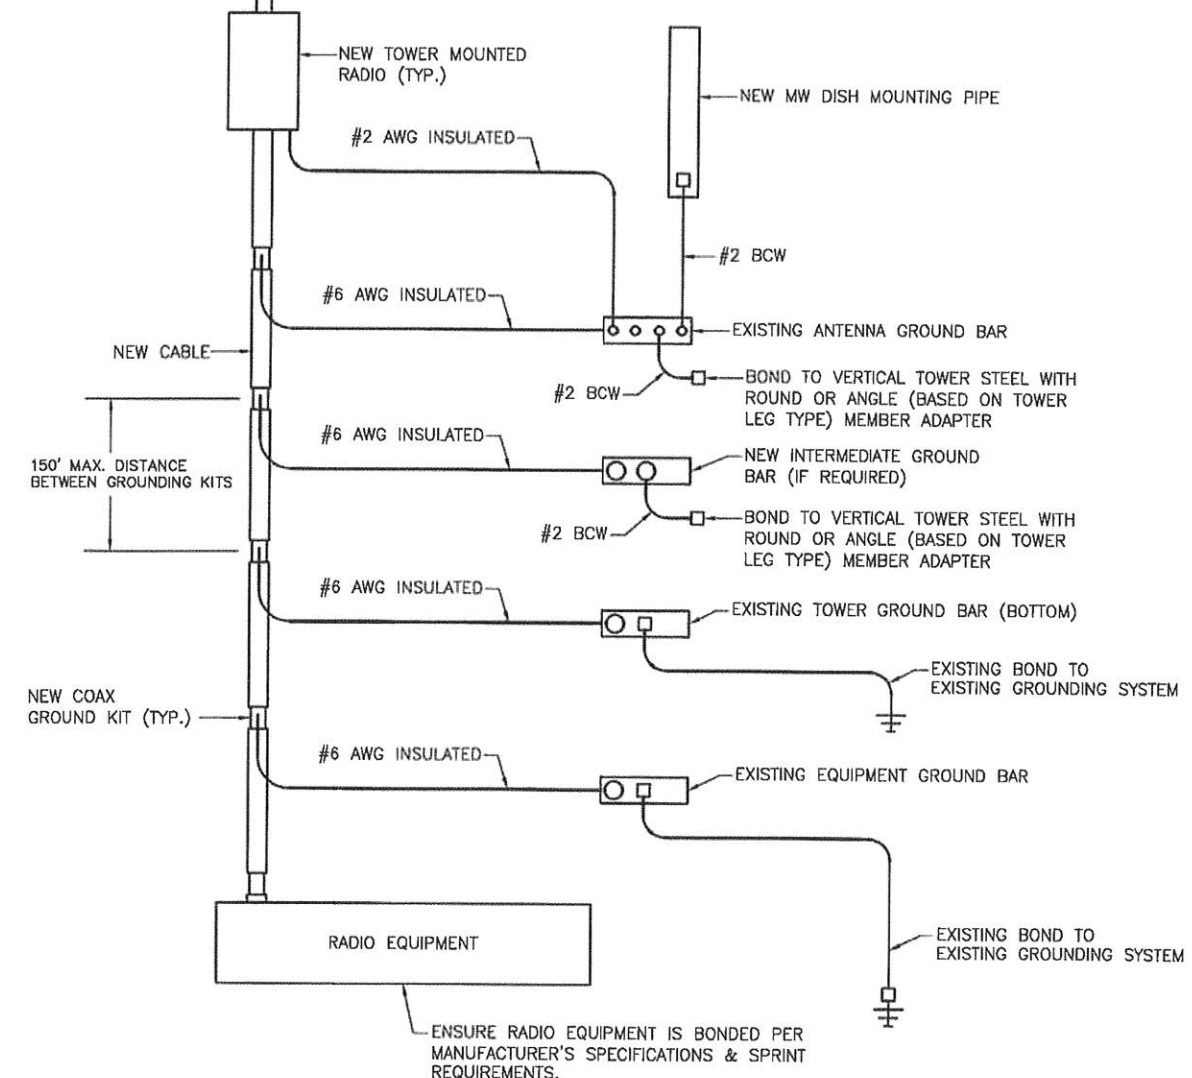 NEW TOWER MOUNTED
RADIO (TYP.)
NEW MW DISH MOUNTING PIPE
#2 AWG INSULATED
#2 BCW
#6 AWG INSULATED
EXISTING ANTENNA GROUND BAR
NEW CABLE
#2 BCW
BOND TO VERTICAL TOWER STEEL WITH
ROUND OR ANGLE (BASED ON TOWER
LEG TYPE) MEMBER ADAPTER
#6 AWG INSULATED
150' MAX. DISTANCE
BETWEEN GROUNDING KITS
NEW INTERMEDIATE GROUND
BAR (IF REQUIRED)
#2 BCW
BOND TO VERTICAL TOWER STEEL WITH
ROUND OR ANGLE (BASED ON TOWER
LEG TYPE) MEMBER ADAPTER
#6 AWG INSULATED
EXISTING TOWER GROUND BAR (BOTTOM)
EXISTING BOND TO
EXISTING GROUNDING SYSTEM
NEW COAX
GROUND KIT (TYP.)
#6 AWG INSULATED
EXISTING EQUIPMENT GROUND BAR
EXISTING BOND TO
EXISTING GROUNDING SYSTEM
RADIO EQUIPMENT
ENSURE RADIO EQUIPMENT IS BONDED PER
MANUFACTURER'S SPECIFICATIONS & SPRINT
REQUIREMENTS.